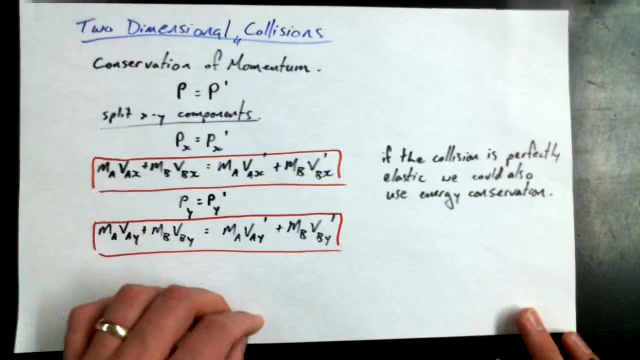 Two Dimensional Collisions
Conservation of Momentum.
P = P'
split x-y components.
Px = Px'
mAVAx + mBVBx = mAVAx' + mBVBx'
Py = Py'
mAVAy + mBVBy = mAVAy' + mBVBy'
if the collision is perfectly
elastic we could also
use energy conservation.